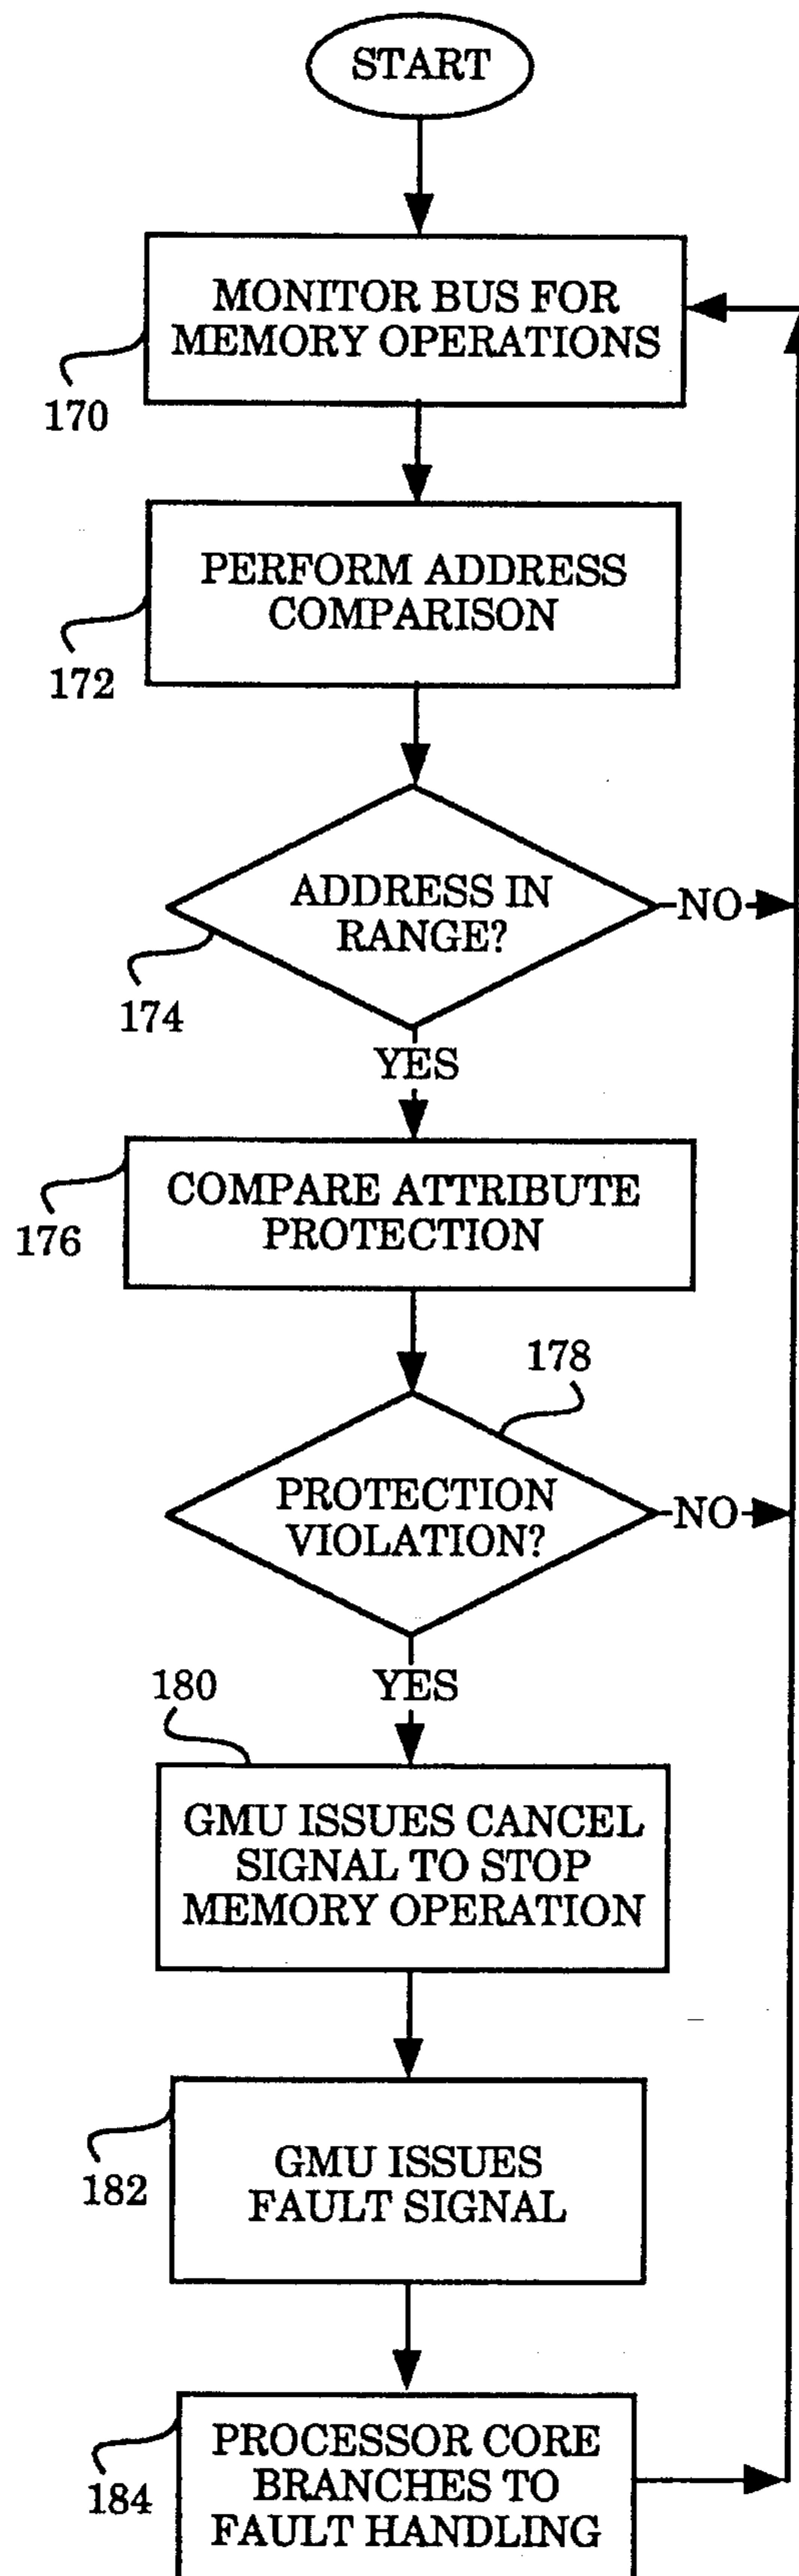 START
MONITOR BUS FOR
MEMORY OPERATIONS
170
PERFORM ADDRESS
COMPARISON
172
ADDRESS IN
RANGE?
NO
174
YES
COMPARE ATTRIBUTE
PROTECTION
176
178
PROTECTION
VIOLATION?
NO
YES
180
GMU ISSUES CANCEL
SIGNAL TO STOP
MEMORY OPERATION
GMU ISSUES
FAULT SIGNAL
182
PROCESSOR CORE
BRANCHES TO
FAULT HANDLING
184